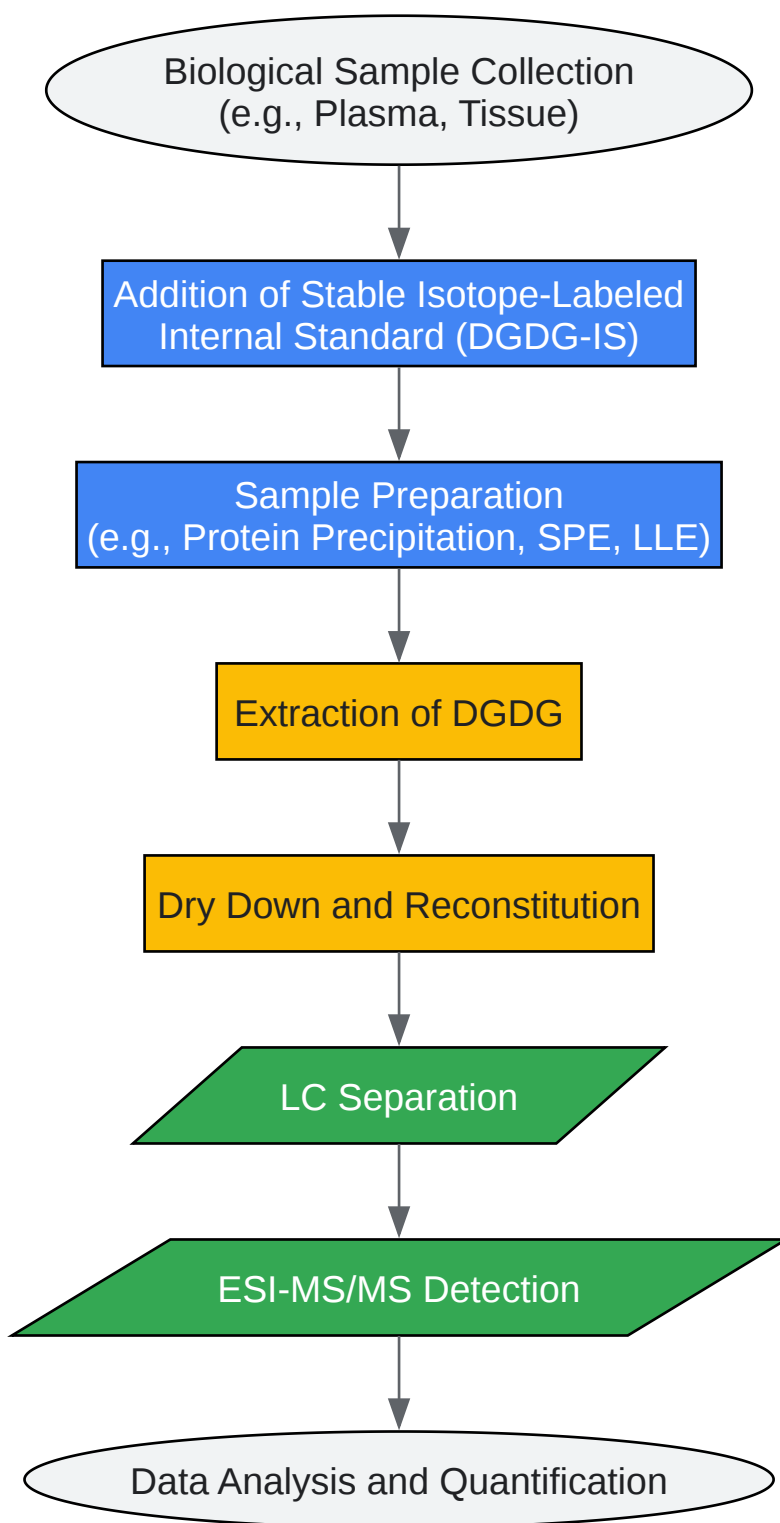 Biological Sample Collection
(e.g., Plasma, Tissue)
Addition of Stable Isotope-Labeled
Internal Standard (DGDG-IS)
Sample Preparation
(e.g., Protein Precipitation, SPE, LLE)
Extraction of DGDG
Dry Down and Reconstitution
LC Separation
ESI-MS/MS Detection
Data Analysis and Quantification